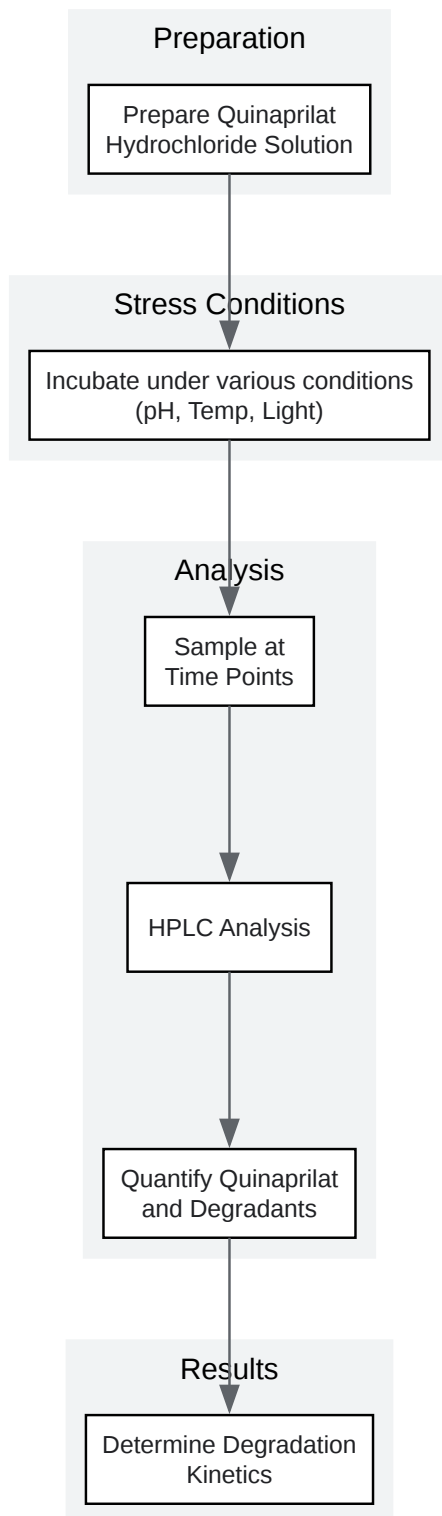 Preparation
Prepare Quinaprilat
Hydrochloride Solution
Stress Conditions
Incubate under various conditions
(pH, Temp, Light)
Analysis
Sample at
Time Points
HPLC Analysis
Quantify Quinaprilat
and Degradants
Results
Determine Degradation
Kinetics